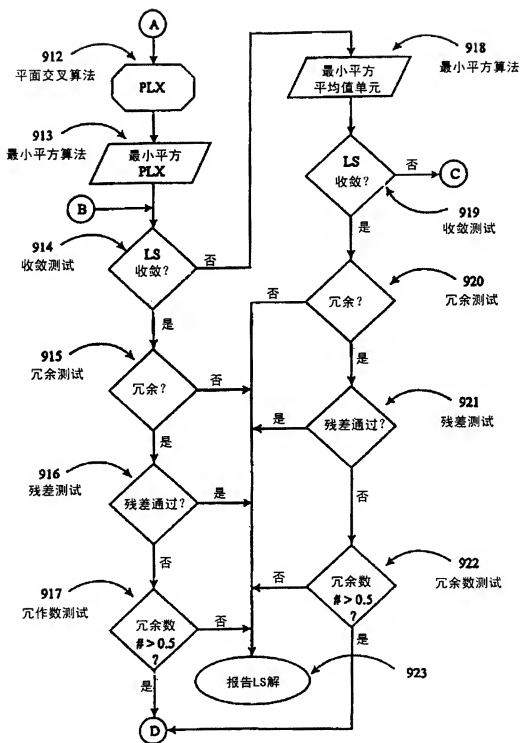 A
912
平面交叉算法
PLX
913
最小平方算法
最小平方
PLX
B
914
收敛测试
LS
收敛？
否
是
915
冗余测试
冗余？
否
是
916
残差测试
残差通过？
是
否
917
冗作数测试
冗余数
#＞0.5
？
否
是
D
918
最小平方算法
最小平方
平均值单元
LS
收敛？
否
C
919
收敛测试
是
920
冗余测试
冗余？
否
是
921
残差测试
残差通过？
是
否
922
冗余数测试
冗余数
#＞0.5
？
否
是
报告LS解
923